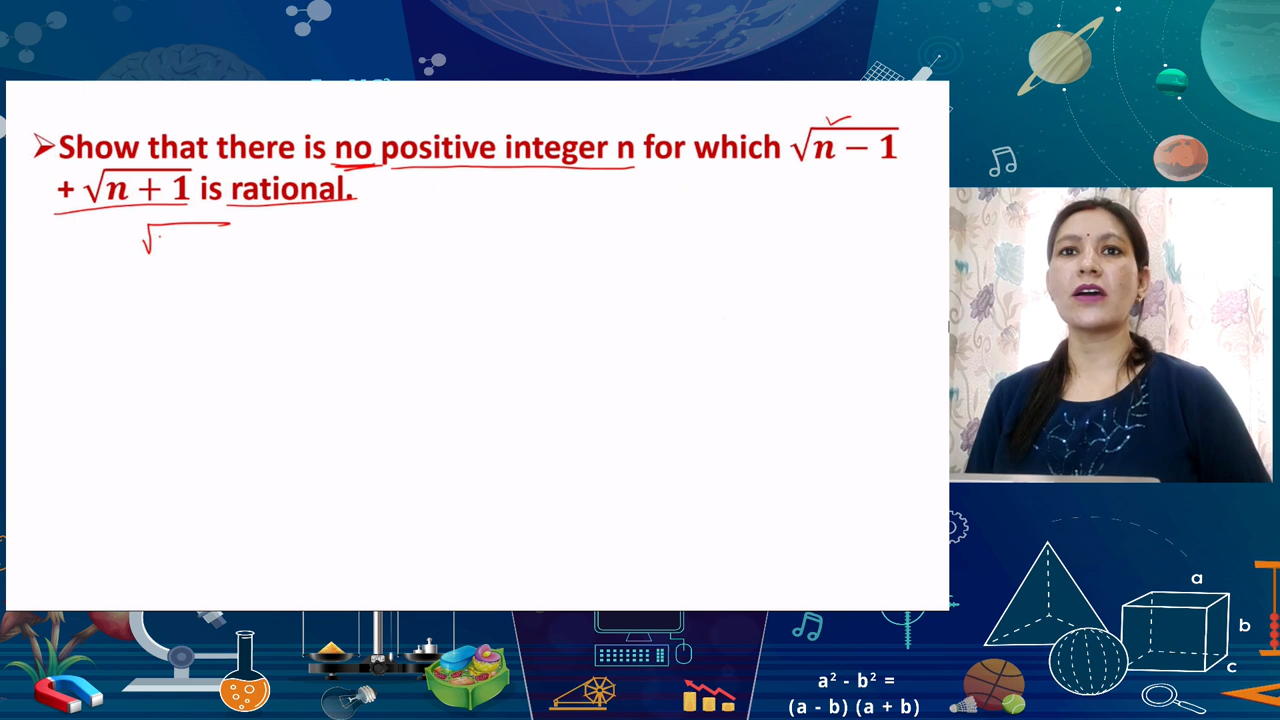 ➢Show that there is no positive integer n for which √(n − 1)
+ √(n + 1) is rational.
√
a
b
c
a² - b² =
(a - b) (a + b)